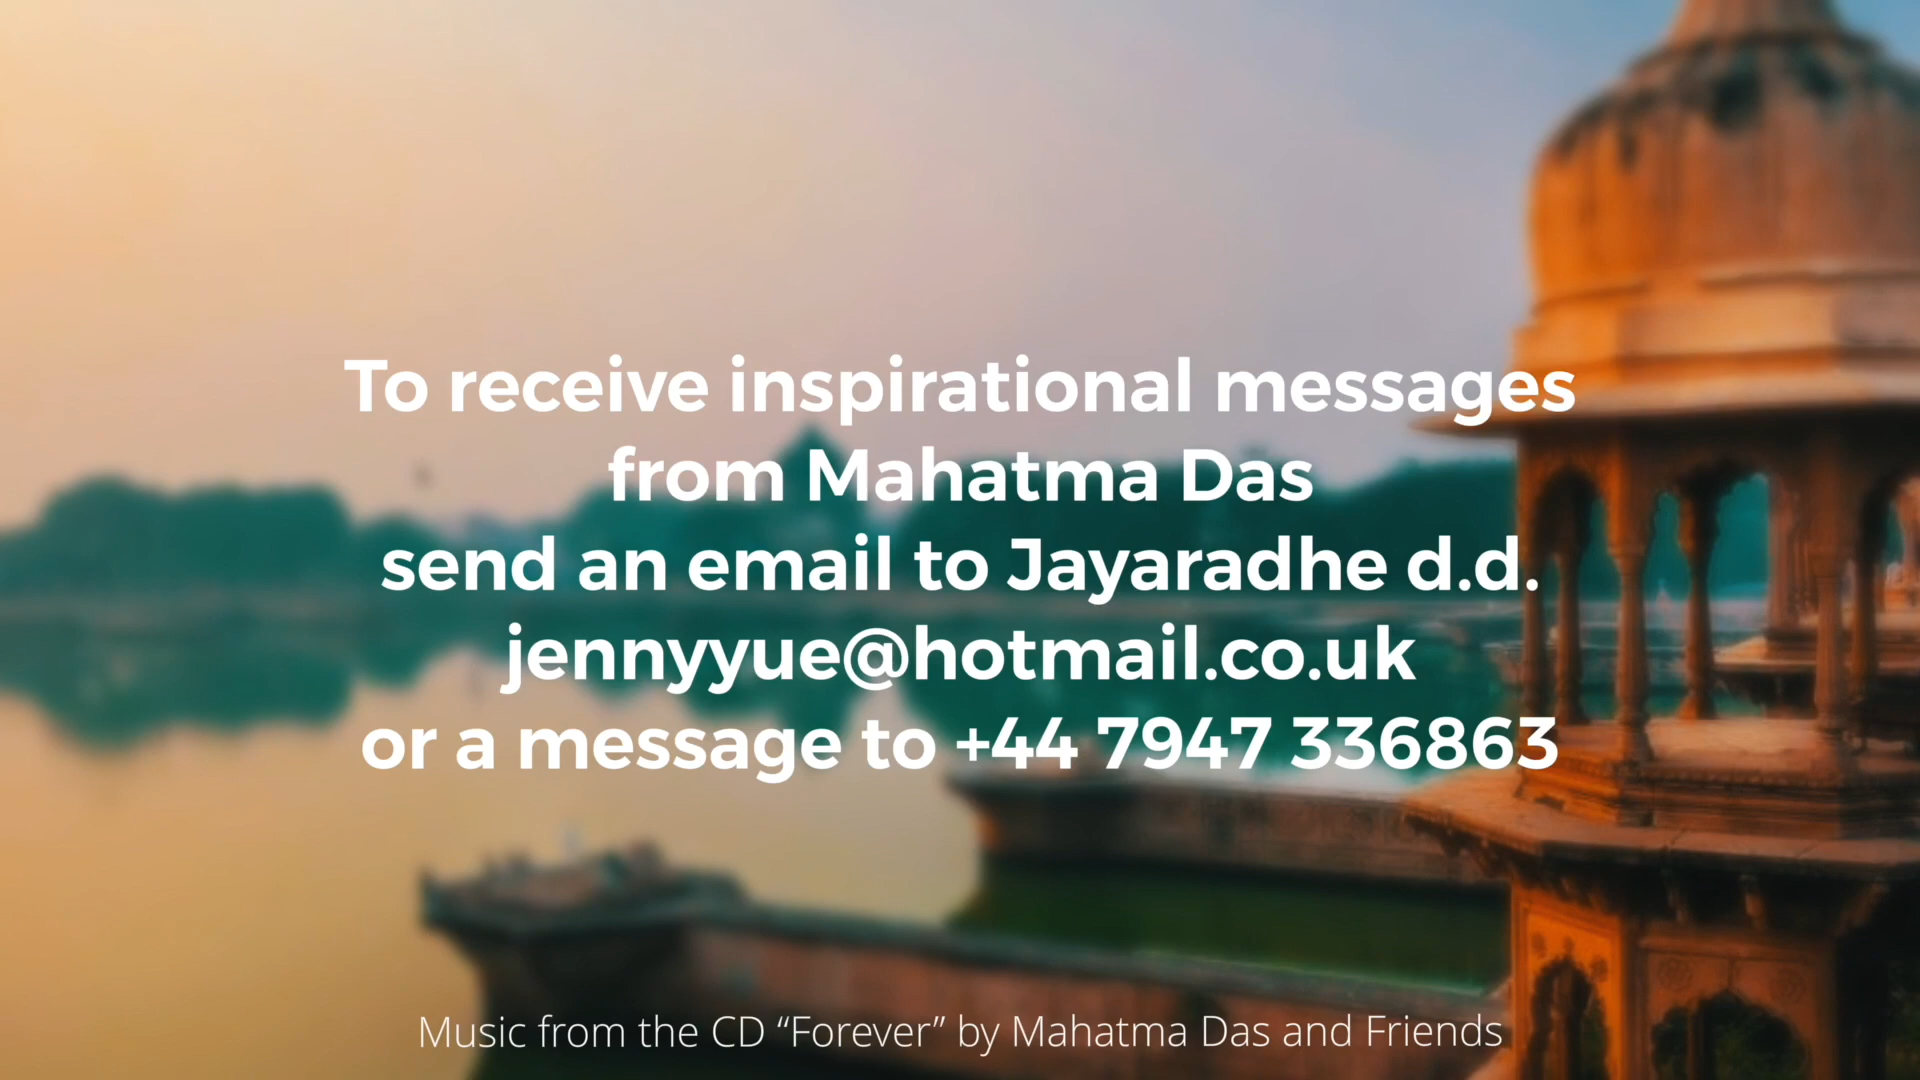 To receive inspirational messages
from Mahatma Das
send an email to Jayaradhe d.d.
jennyyue@hotmail.co.uk
or a message to +44 7947 336863
Music from the CD “Forever” by Mahatma Das and Friends